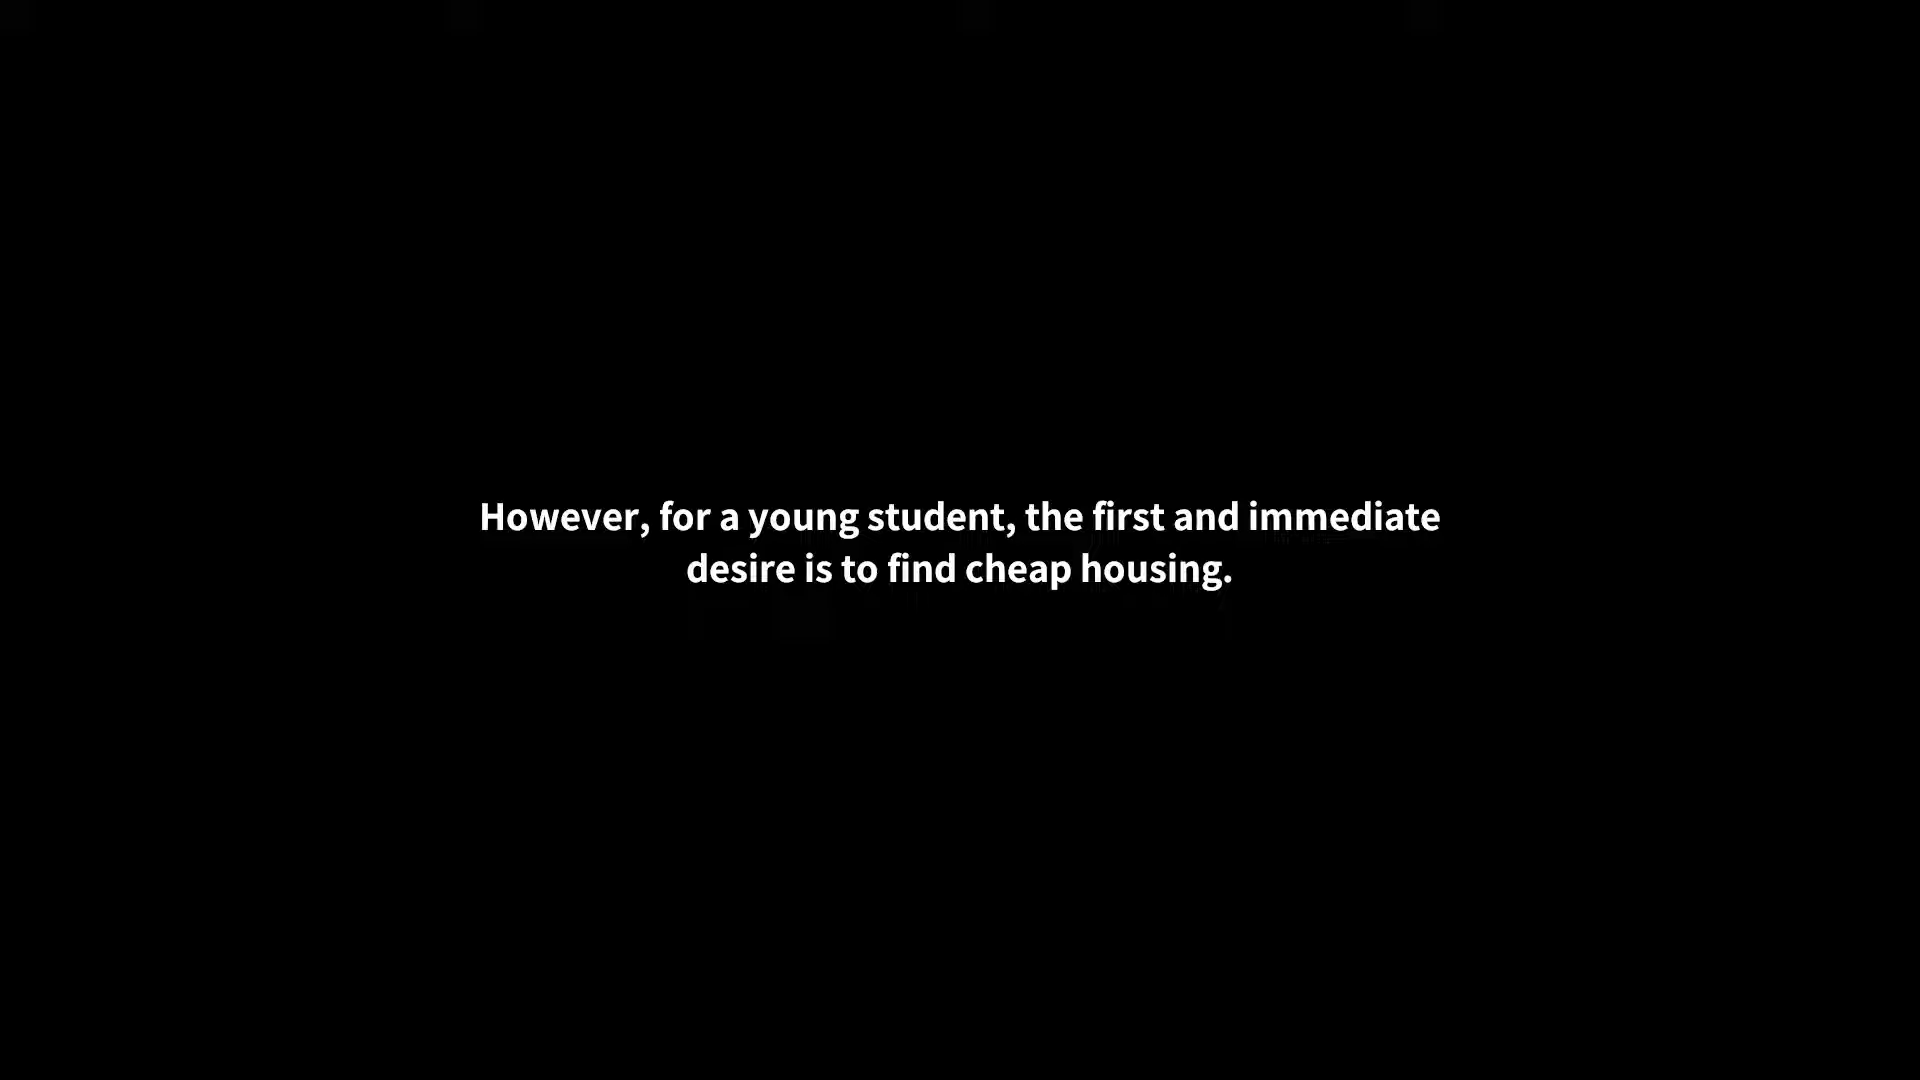 However, for a young student, the first and immediate
desire is to find cheap housing.